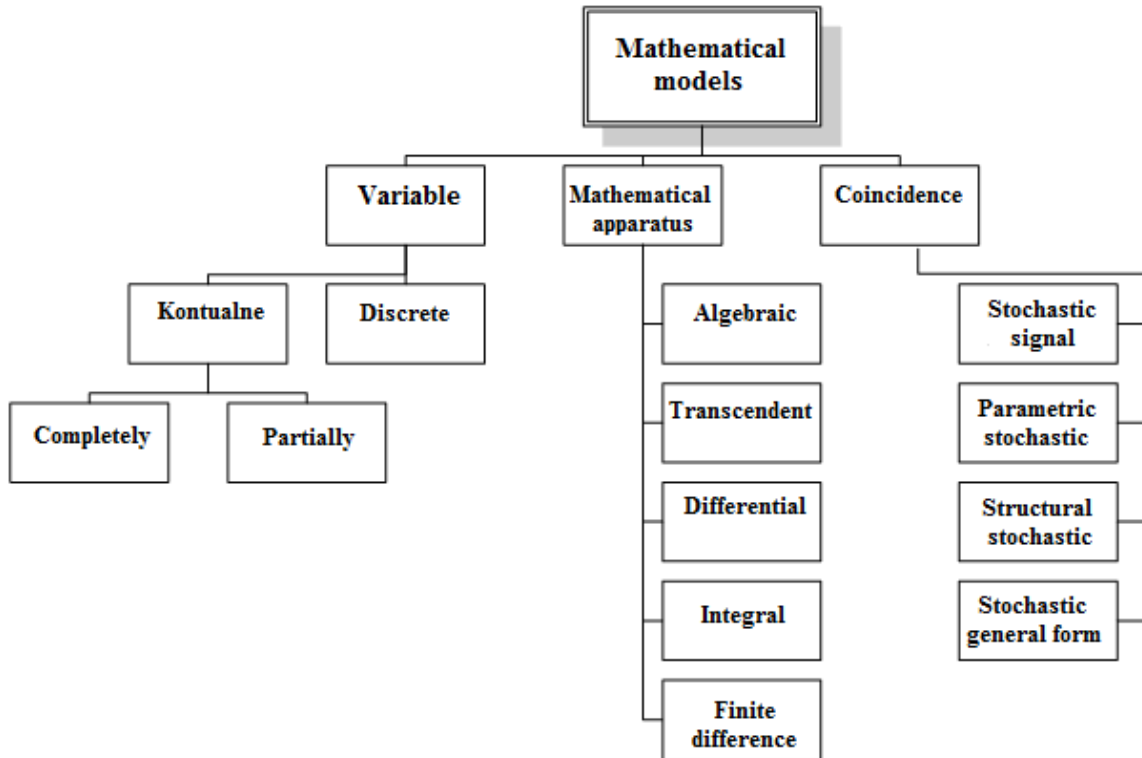 Mathematical
models
Variable
Mathematical
apparatus
Coincidence
Kontualne
Discrete
Completely
Partially
Algebraic
Transcendent
Differential
Integral
Finite
difference
Stochastic
signal
Parametric
stochastic
Structural
stochastic
Stochastic
general form